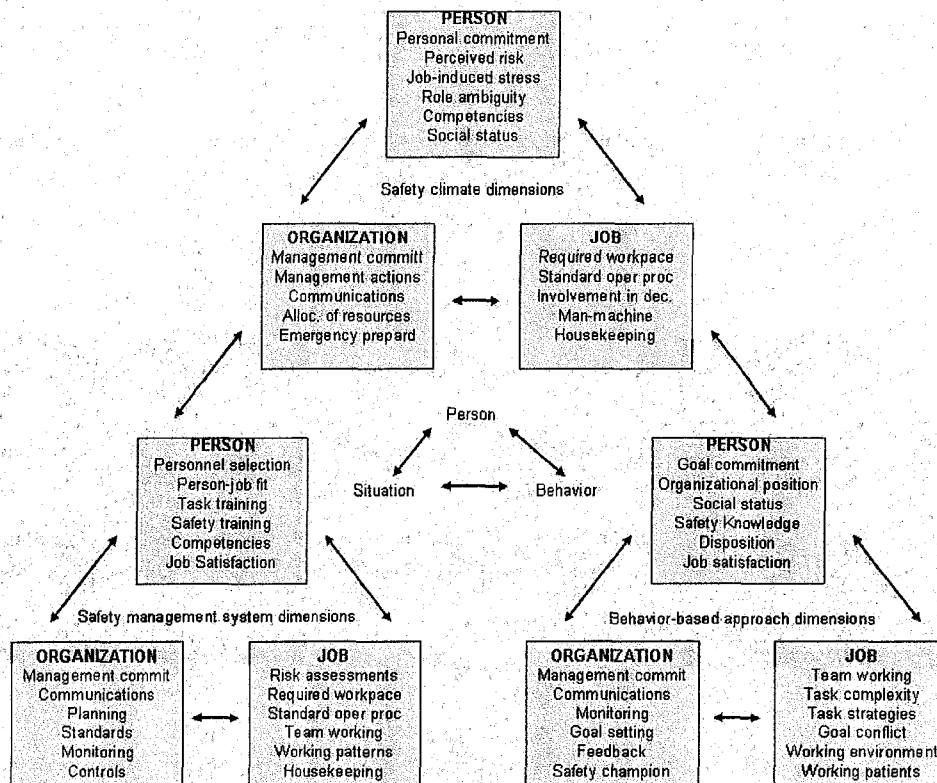 PERSON
Personal commitment
Perceived risk
Job-induced stress
Role ambiguity
Competencies
Social status
Safety climate dimensions
ORGANIZATION
Management committ
Management actions
Communications
Alloc. of resources
Emergency prepard
JOB
Required workpace
Standard oper proc
Involvement in dec.
Man-machine
Housekeeping
Person
Situation
Behavior
PERSON
Personnel selection
Person-job fit
Task training
Safety training
Competencies
Job Satisfaction
PERSON
Goal commitment
Organizational position
Social status
Safety Knowledge
Disposition
Job satisfaction
Safety management system dimensions
Behavior-based approach dimensions
ORGANIZATION
Management commit
Communications
Planning
Standards
Monitoring
Controls
JOB
Risk assessments
Required workpace
Standard oper proc
Team working
Working patterns
Housekeeping
ORGANIZATION
Management commit
Communications
Monitoring
Goal setting
Feedback
Safety champion
JOB
Team working
Task complexity
Task strategies
Goal conflict
Working environment
Working patients